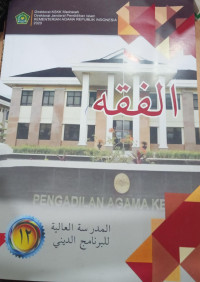 Direktorat KSKK Madrasah
Direktorat Jenderal Pendidikan Islam
KEMENTERIAN AGAMA REPUBLIK INDONESIA
2020
الفقه
PENGADILAN AGAMA KE
المدرسة العالية
للبرنامج الديني
١٢